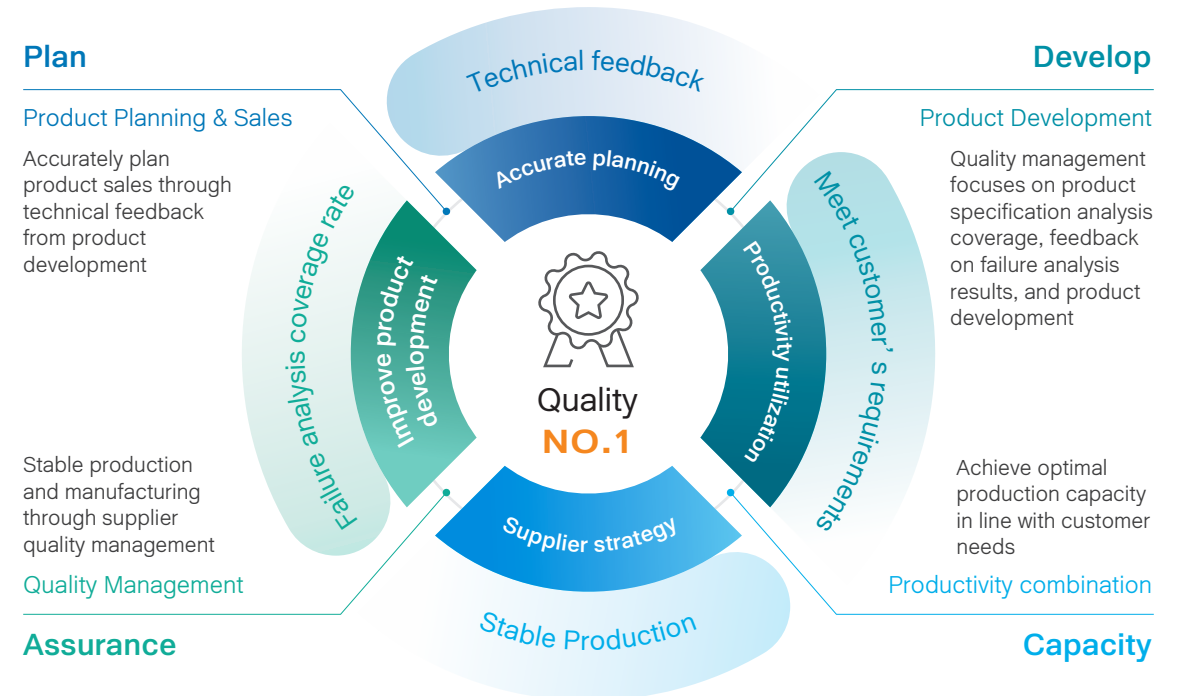 Plan
Product Planning & Sales
Accurately plan
product sales through
technical feedback
from product
development
Technical feedback
Accurate planning
Develop
Product Development
Quality management
focuses on product
specification analysis
coverage, feedback
on failure analysis
results, and product
development
Failure analysis coverage rate
Improve product
development
Quality
NO.1
Productivity utilization
Meet customer’ s requirements
Supplier strategy
Stable Production
Stable production
and manufacturing
through supplier
quality management
Quality Management
Assurance
Achieve optimal
production capacity
in line with customer
needs
Productivity combination
Capacity